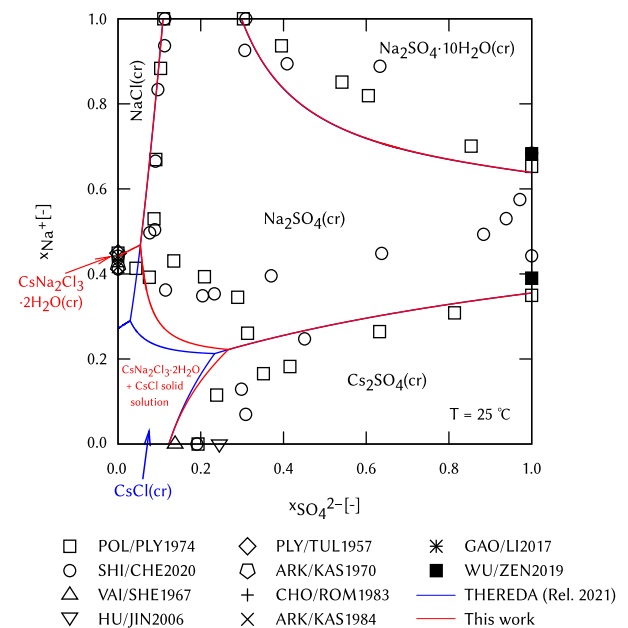 1.0
0.8
0.6
0.4
0.2
0.0
xNa+[-]
0.0
0.2
0.4
0.6
0.8
1.0
xSO42−[-]
NaCl(cr)
Na2SO4·10H2O(cr)
Na2SO4(cr)
CsNa2Cl3
·2H2O(cr)
CsNa2Cl3·2H2O
+ CsCl solid
solution
Cs2SO4(cr)
T = 25 °C
CsCl(cr)
POL/PLY1974
PLY/TUL1957
GAO/LI2017
SHI/CHE2020
ARK/KAS1970
WU/ZEN2019
VAI/SHE1967
CHO/ROM1983
THEREDA (Rel. 2021)
HU/JIN2006
ARK/KAS1984
This work